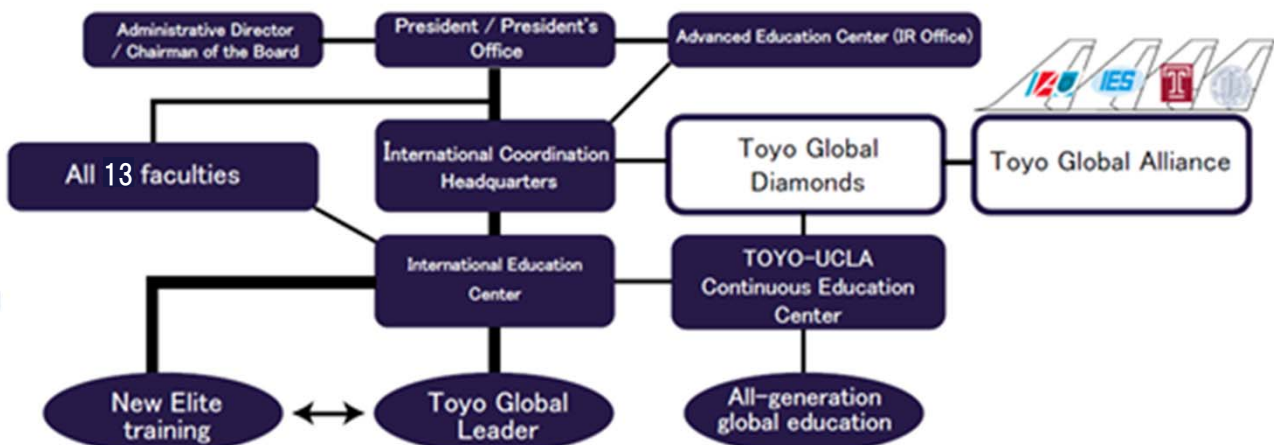 Administrative Director
/ Chairman of the Board
President / President's
Office
Advanced Education Center (IR Office)
IES
T
All 13 faculties
International Coordination
Headquarters
Toyo Global
Diamonds
Toyo Global Alliance
International Education
Center
TOYO-UCLA
Continuous Education
Center
New Elite
training
Toyo Global
Leader
All-generation
global education